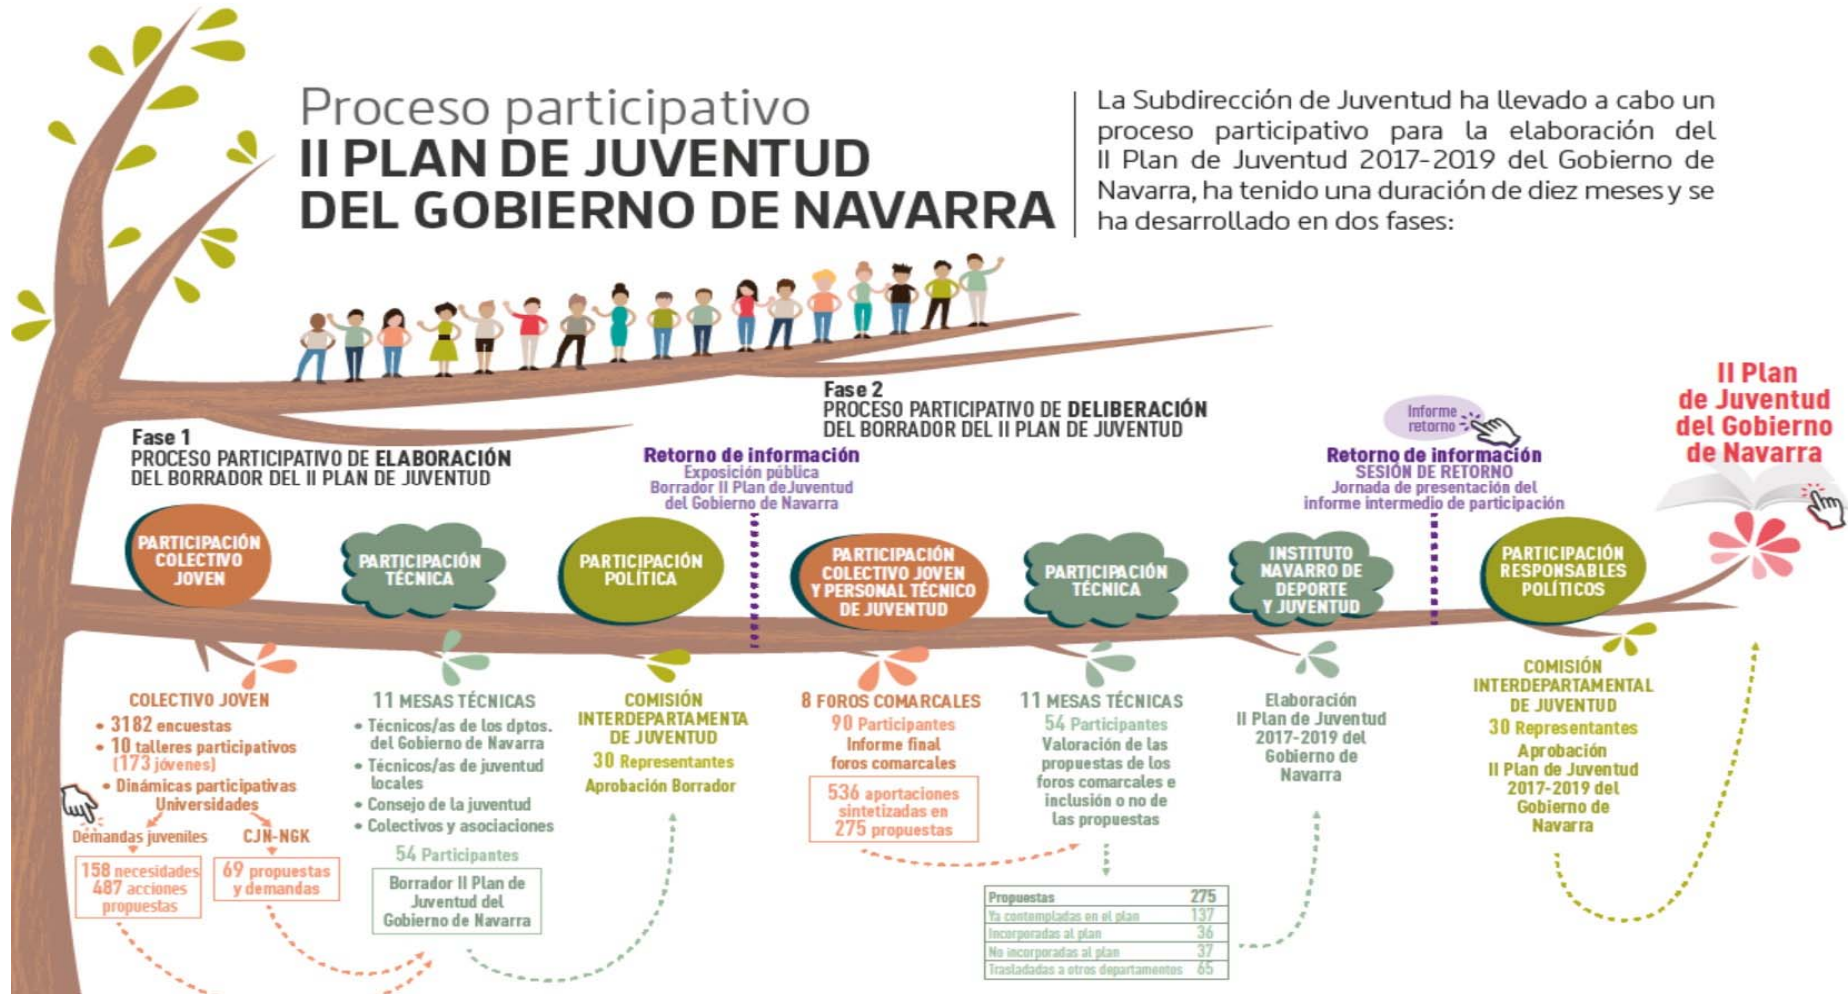 Proceso participativo
II PLAN DE JUVENTUD
DEL GOBIERNO DE NAVARRA
La Subdirección de Juventud ha llevado a cabo un
proceso participativo para la elaboración del
II Plan de Juventud 2017-2019 del Gobierno de
Navarra, ha tenido una duración de diez meses y se
ha desarrollado en dos fases:
Fase 1
PROCESO PARTICIPATIVO DE ELABORACIÓN
DEL BORRADOR DEL II PLAN DE JUVENTUD
Retorno de información
Exposición pública
Borrador II Plan de Juventud
del Gobierno de Navarra
Fase 2
PROCESO PARTICIPATIVO DE DELIBERACIÓN
DEL BORRADOR DEL II PLAN DE JUVENTUD
Informe
retorno
Retorno de información
SESIÓN DE RETORNO
Jornada de presentación del
informe intermedio de participación
II Plan
de Juventud
del Gobierno
de Navarra
PARTICIPACIÓN
COLECTIVO
JOVEN
PARTICIPACIÓN
TÉCNICA
PARTICIPACIÓN
POLÍTICA
PARTICIPACIÓN
COLECTIVO JOVEN
Y PERSONAL TÉCNICO
DE JUVENTUD
PARTICIPACIÓN
TÉCNICA
INSTITUTO
NAVARRO DE
DEPORTE
Y JUVENTUD
PARTICIPACIÓN
RESPONSABLES
POLÍTICOS
COLECTIVO JOVEN
• 3182 encuestas
• 10 talleres participativos
(173 jóvenes)
• Dinámicas participativas
Universidades
Demandas juveniles
CJN-NGK
158 necesidades
487 acciones
propuestas
69 propuestas
y demandas
11 MESAS TÉCNICAS
• Técnicos/as de los dptos.
del Gobierno de Navarra
• Técnicos/as de juventud
locales
• Consejo de la juventud
• Colectivos y asociaciones
54 Participantes
Borrador II Plan de
Juventud del
Gobierno de Navarra
COMISIÓN
INTERDEPARTAMENTA
DE JUVENTUD
30 Representantes
Aprobación Borrador
8 FOROS COMARCALES
90 Participantes
Informe final
foros comarcales
536 aportaciones
sintetizadas en
275 propuestas
11 MESAS TÉCNICAS
54 Participantes
Valoración de las
propuestas de los
foros comarcales e
inclusión o no de
las propuestas
Propuestas 275
Ya contempladas en el plan 137
Incorporadas al plan 36
No incorporadas al plan 37
Trasladadas a otros departamentos 65
Elaboración
II Plan de Juventud
2017-2019 del
Gobierno de
Navarra
COMISIÓN
INTERDEPARTAMENTAL
DE JUVENTUD
30 Representantes
Aprobación
II Plan de Juventud
2017-2019 del
Gobierno de
Navarra